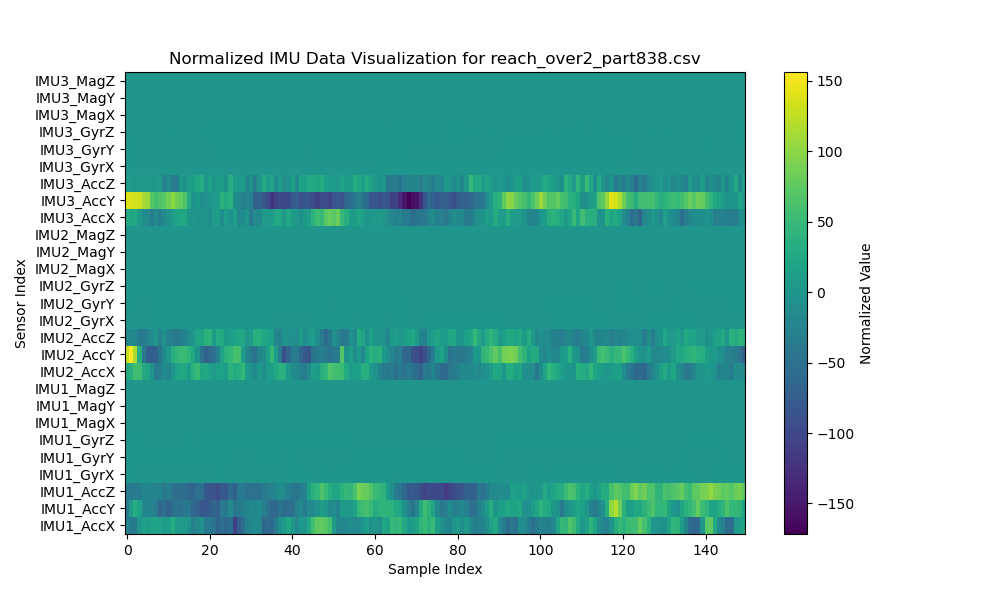 Normalized IMU Data Visualization for reach_over2_part838.csv
IMU3_MagZ
IMU3_MagY
IMU3_MagX
IMU3_GyrZ
IMU3_GyrY
IMU3_GyrX
IMU3_AccZ
IMU3_AccY
IMU3_AccX
IMU2_MagZ
IMU2_MagY
IMU2_MagX
IMU2_GyrZ
IMU2_GyrY
IMU2_GyrX
IMU2_AccZ
IMU2_AccY
IMU2_AccX
IMU1_MagZ
IMU1_MagY
IMU1_MagX
IMU1_GyrZ
IMU1_GyrY
IMU1_GyrX
IMU1_AccZ
IMU1_AccY
IMU1_AccX
Sensor Index
0 20 40 60 80 100 120 140
Sample Index
150
100
50
0
−50
−100
−150
Normalized Value